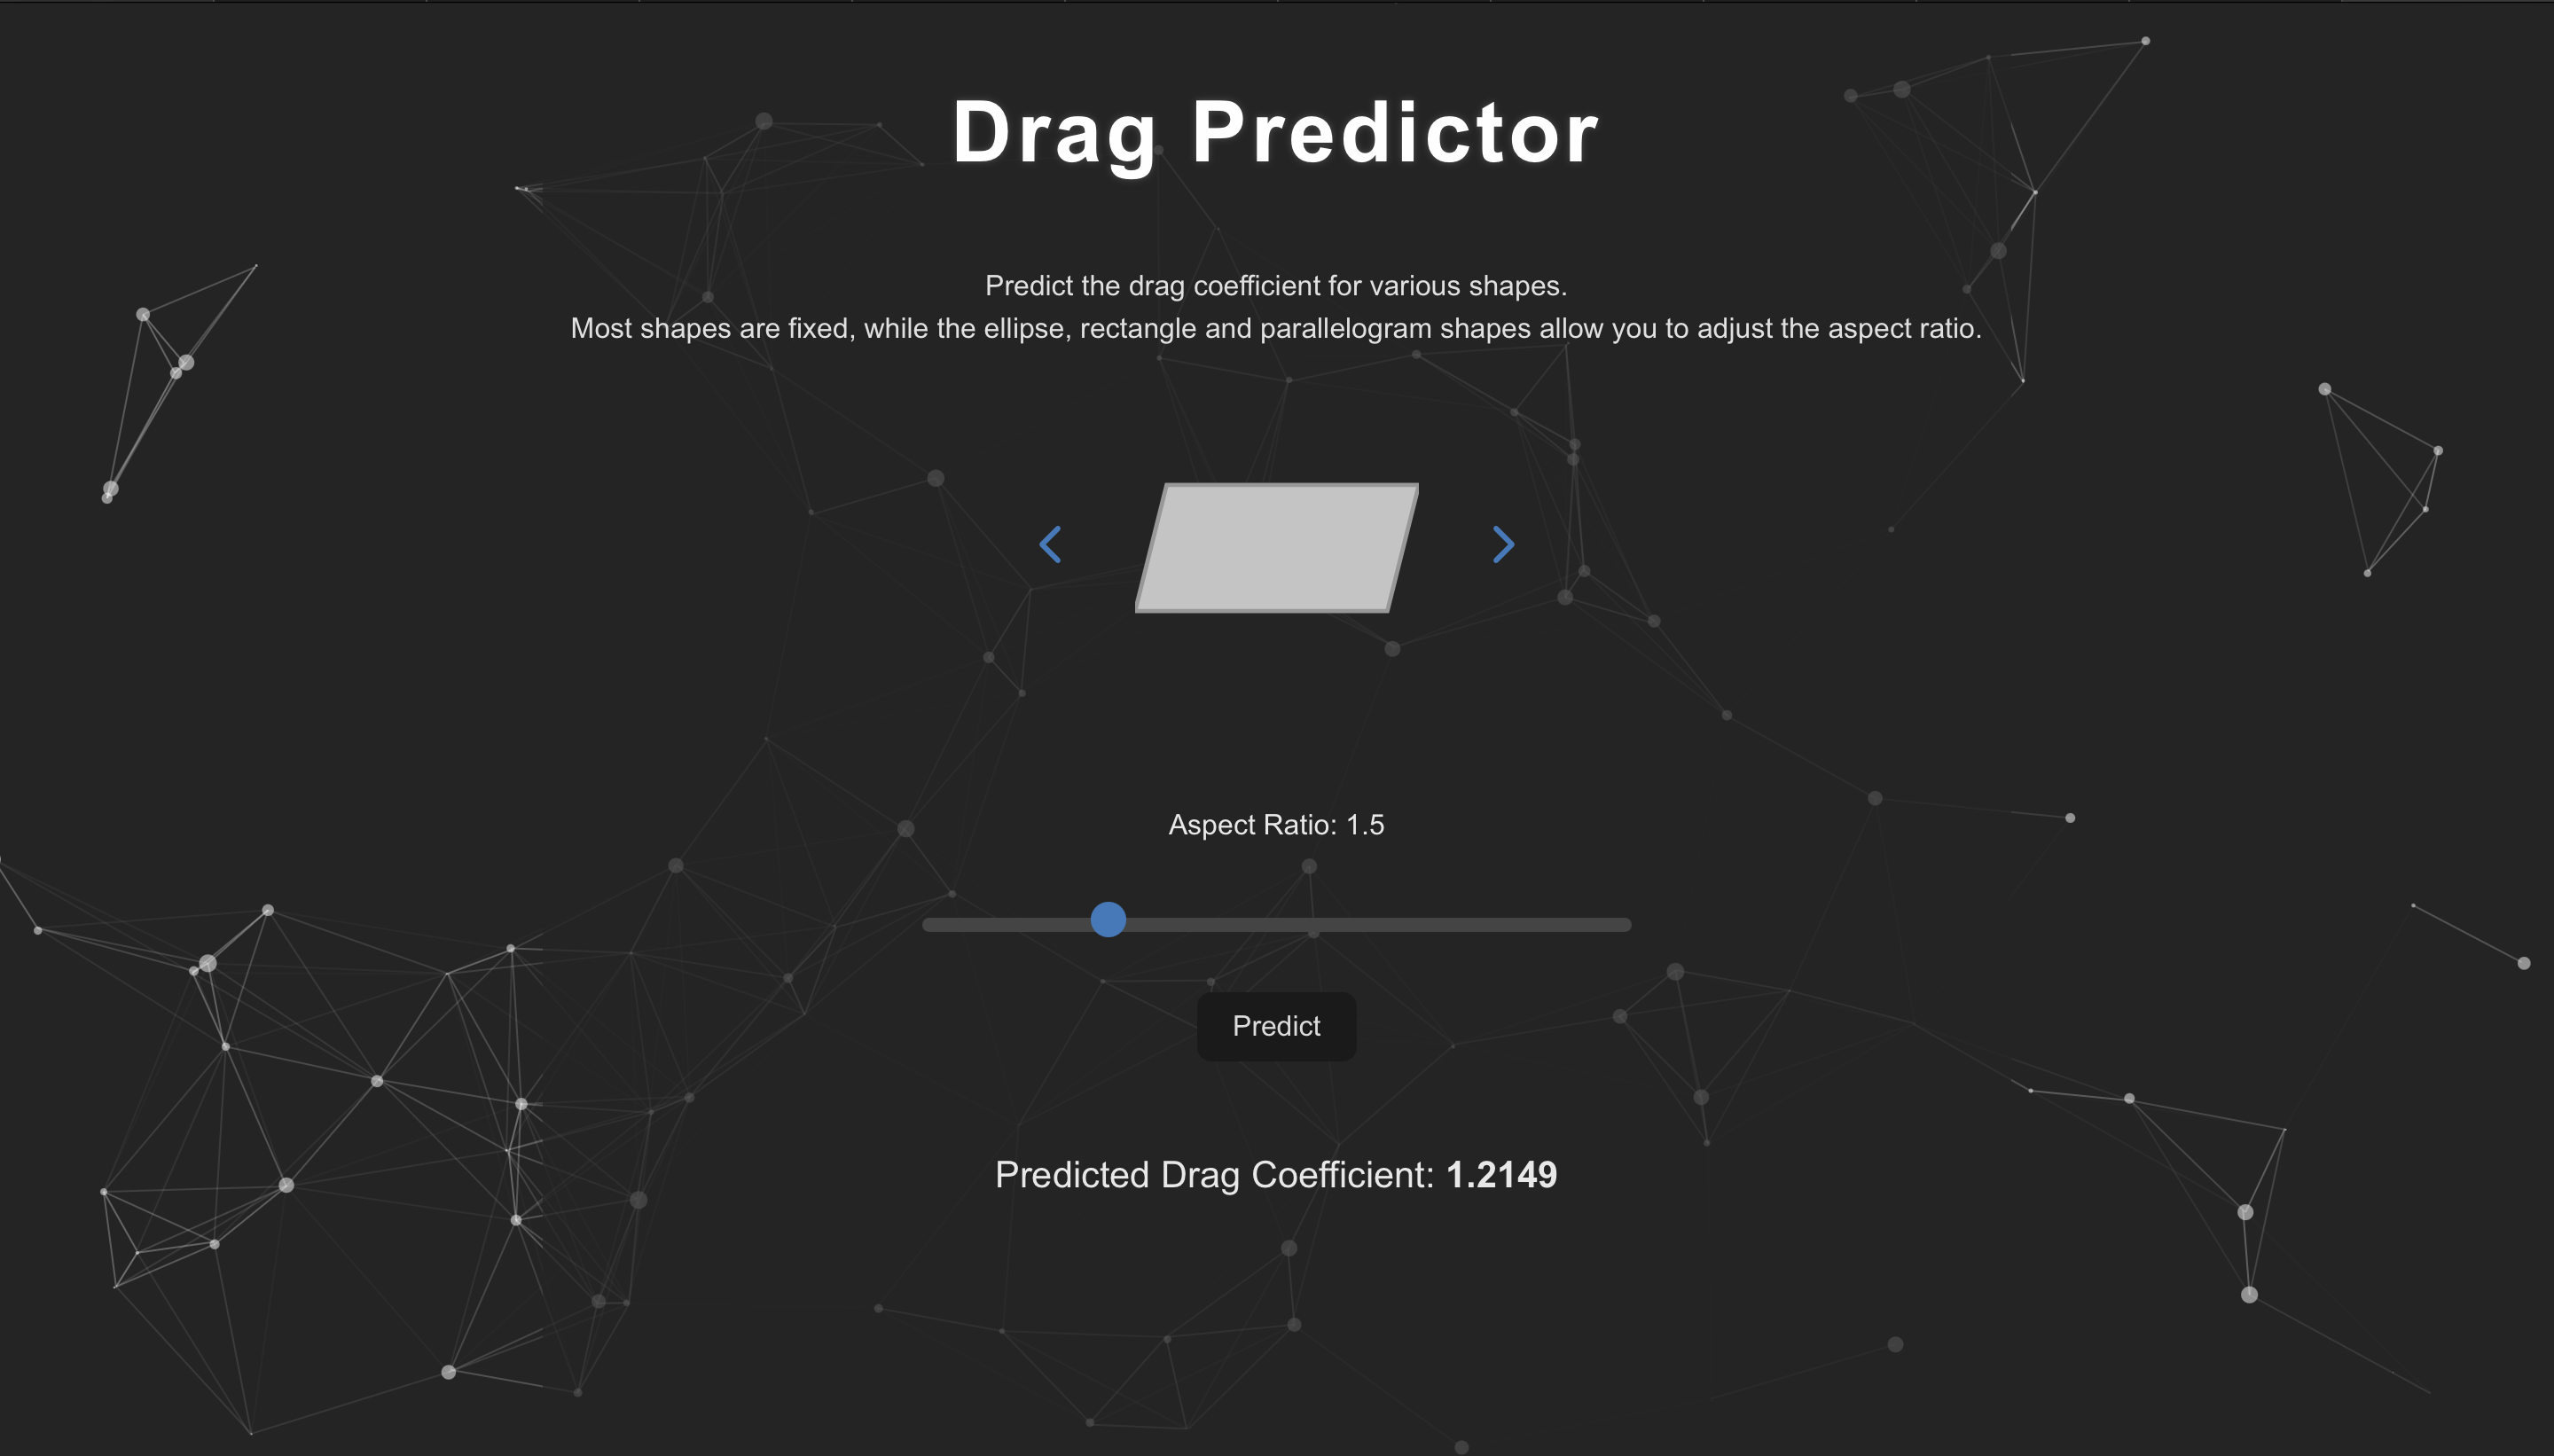 Drag Predictor
Predict the drag coefficient for various shapes.
Most shapes are fixed, while the ellipse, rectangle and parallelogram shapes allow you to adjust the aspect ratio.
Aspect Ratio: 1.5
Predict
Predicted Drag Coefficient: 1.2149